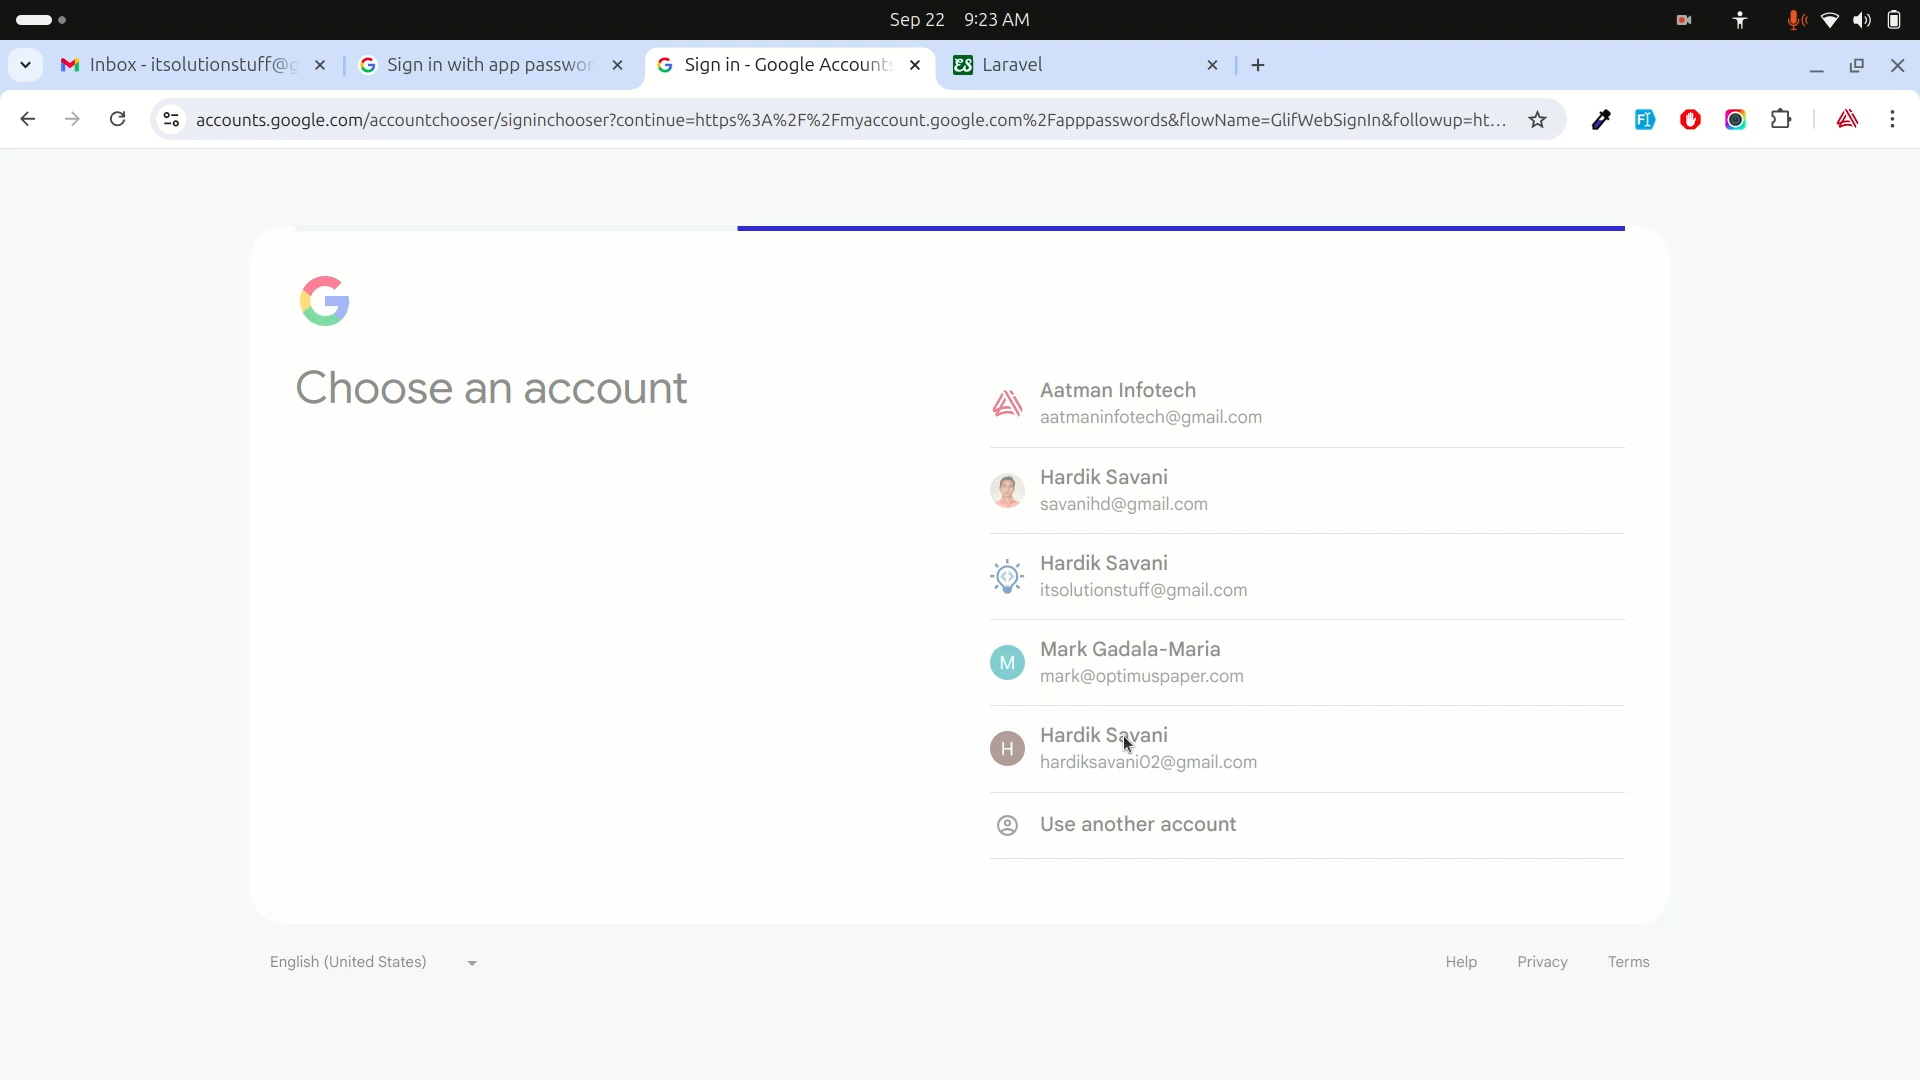 Sep 22 9:23 AM
Inbox - itsolutionstuff@g
Sign in with app passwor
Sign in - Google Accounts
Laravel
accounts.google.com/accountchooser/signinchooser?continue=https%3A%2F%2Fmyaccount.google.com%2Fapppasswords&flowName=GlifWebSignIn&followup=ht...
Choose an account
Aatman Infotech
aatmaninfotech@gmail.com
Hardik Savani
savanihd@gmail.com
Hardik Savani
itsolutionstuff@gmail.com
M
Mark Gadala-Maria
mark@optimuspaper.com
H
Hardik Savani
hardiksavani02@gmail.com
Use another account
English (United States)
Help Privacy Terms